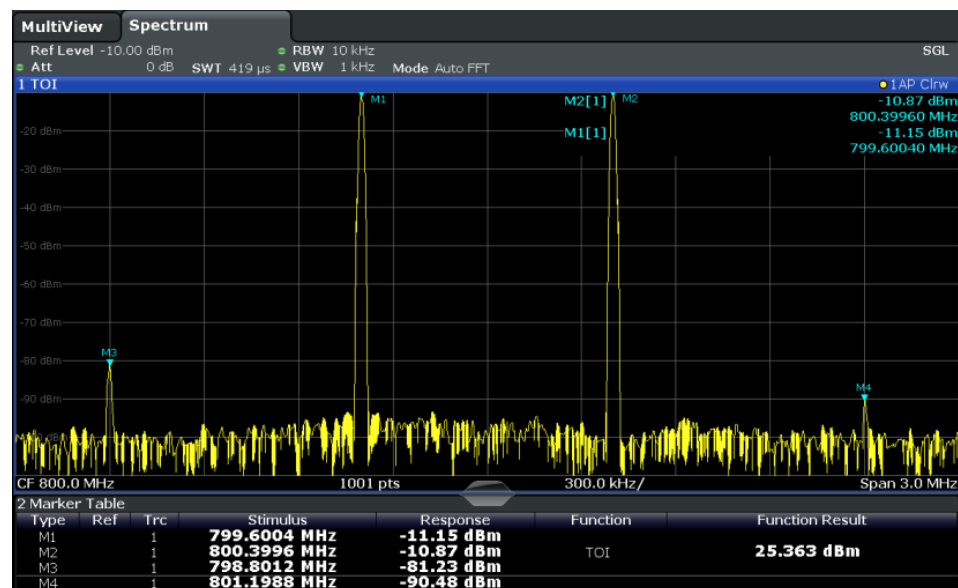 MultiView Spectrum
Ref Level -10.00 dBm RBW 10 kHz SGL
Att 0 dB SWT 419 µs VBW 1 kHz Mode Auto FFT
1 TOI 1AP Clrw
M1 M2[1] M2 -10.87 dBm
800.39960 MHz
-20 dBm M1[1] -11.15 dBm
799.60040 MHz
-30 dBm
-40 dBm
-50 dBm
-60 dBm
-70 dBm
M3
-80 dBm
M4
-90 dBm
CF 800.0 MHz 1001 pts 300.0 kHz/ Span 3.0 MHz
2 Marker Table
Type Ref Trc Stimulus Response Function Function Result
M1 1 799.6004 MHz -11.15 dBm
M2 1 800.3996 MHz -10.87 dBm TOI 25.363 dBm
M3 1 798.8012 MHz -81.23 dBm
M4 1 801.1988 MHz -90.48 dBm